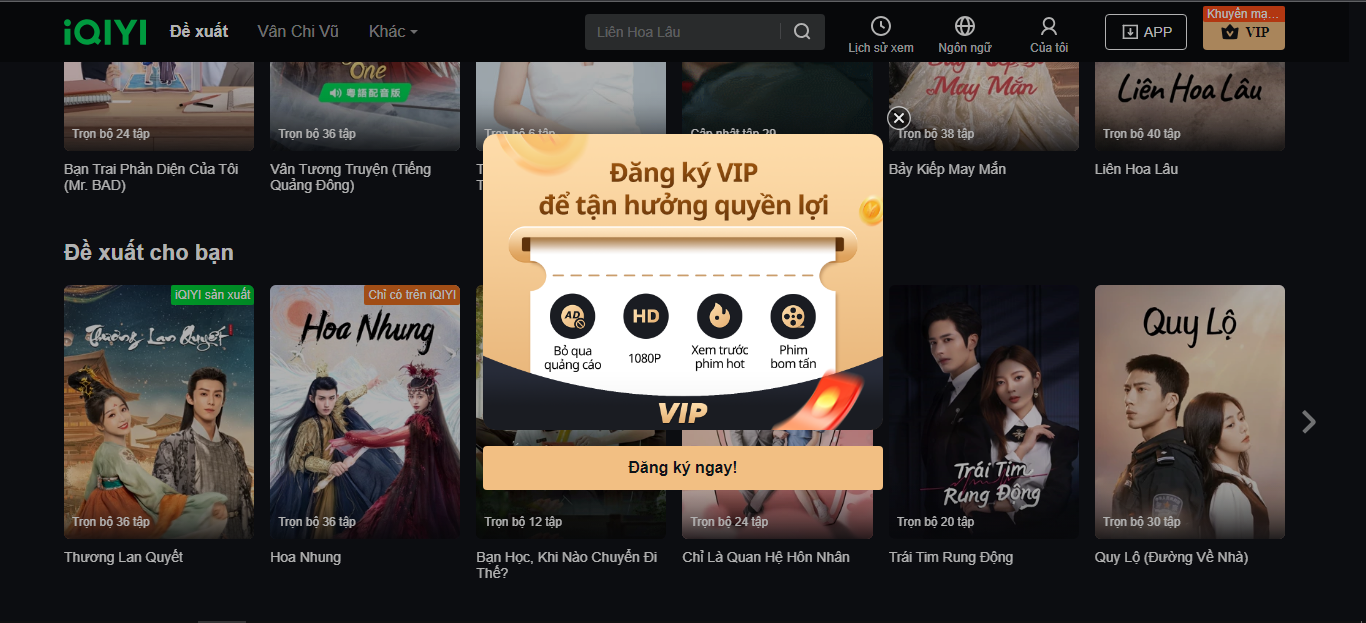 iQIYI
Đề xuất
Vân Chi Vũ
Khác
Liên Hoa Lâu
Lịch sử xem
Ngôn ngữ
Của tôi
APP
Khuyến mạ...
VIP
One
粤語配音版
Bảy Kiếp
May Mắn
Liên Hoa Lâu
Trọn bộ 24 tập
Trọn bộ 36 tập
Trọn bộ 6 tập
Cập nhật tập 29
Trọn bộ 38 tập
Trọn bộ 40 tập
Bạn Trai Phản Diện Của Tôi
(Mr. BAD)
Vân Tương Truyện (Tiếng
Quảng Đông)
Bảy Kiếp May Mắn
Liên Hoa Lâu
Đăng ký VIP
để tận hưởng quyền lợi
AD
HD
Bỏ qua
quảng cáo
1080P
Xem trước
phim hot
Phim
bom tấn
VIP
Đăng ký ngay!
Đề xuất cho bạn
iQIYI sản xuất
Thương Lan Quyết
Trọn bộ 36 tập
Thương Lan Quyết
Chỉ có trên iQIYI
Hoa Nhung
Trọn bộ 36 tập
Hoa Nhung
Trọn bộ 12 tập
Bạn Học, Khi Nào Chuyển Đi
Thế?
Trọn bộ 24 tập
Chỉ Là Quan Hệ Hôn Nhân
Trái Tim
Rung Động
Trọn bộ 20 tập
Trái Tim Rung Động
Quy Lộ
Trọn bộ 30 tập
Quy Lộ (Đường Về Nhà)